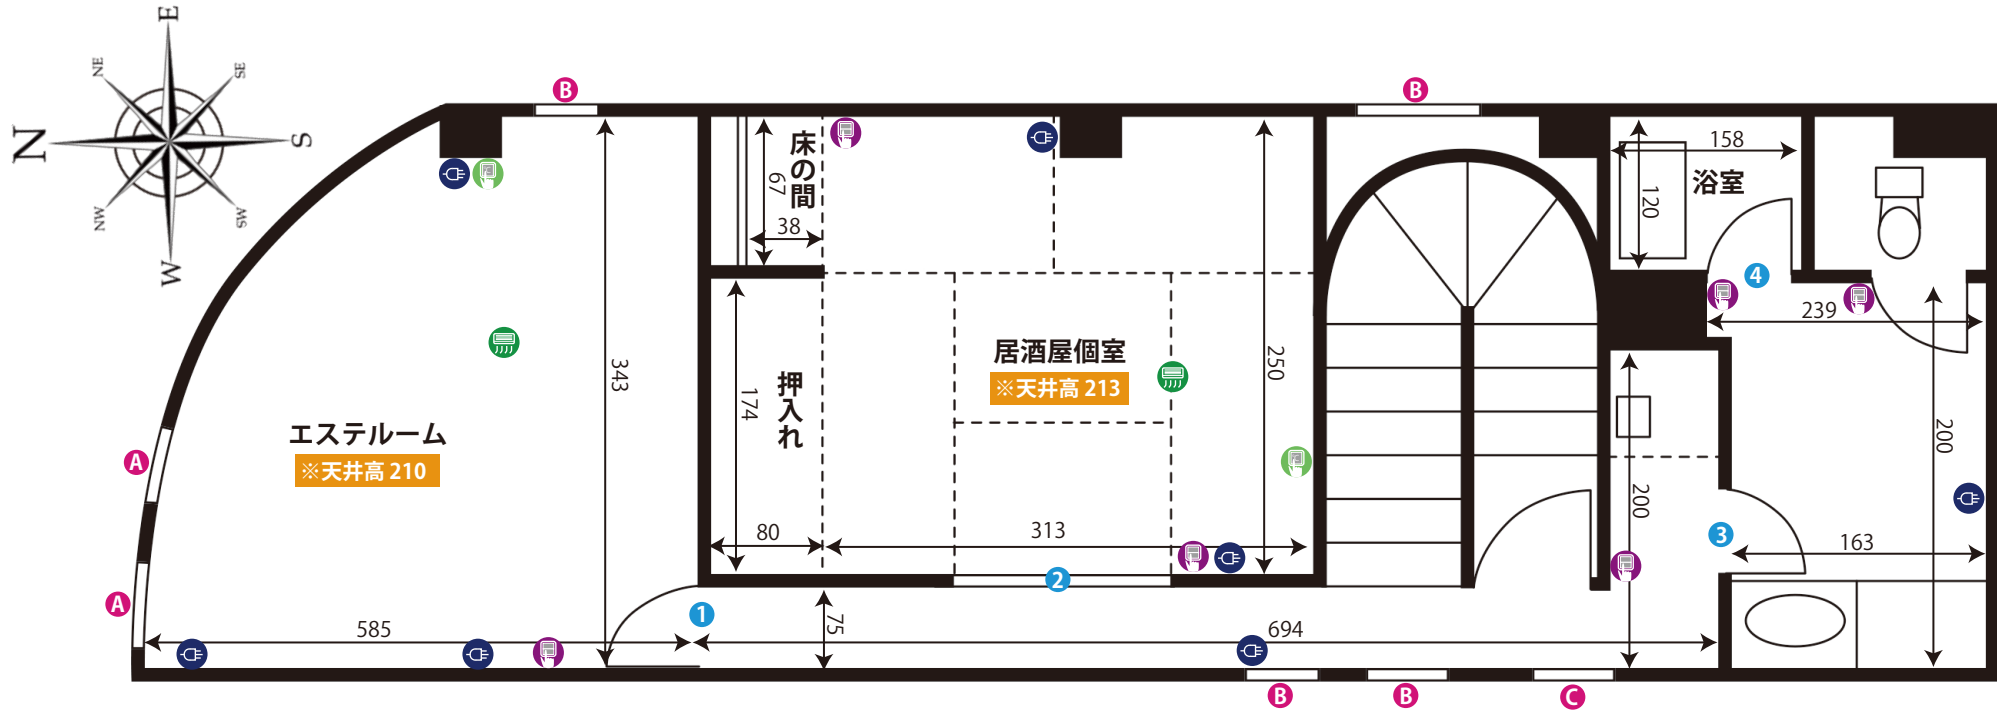 E
NE
SE
N
S
NW
SW
W
B
B
床の間
67
38
158
浴室
120
4
239
343
250
居酒屋個室
※天井高 213
押入れ
174
エステルーム
※天井高 210
A
A
80
313
2
200
200
3
163
1
75
585
694
B
B
C